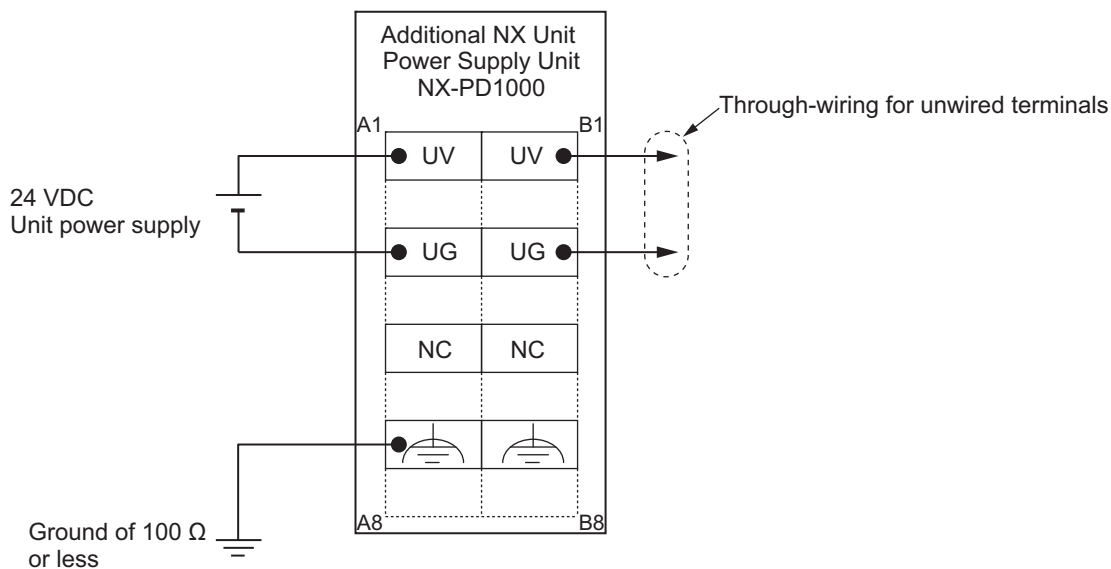 Additional NX Unit
Power Supply Unit
NX-PD1000
A1
B1
Through-wiring for unwired terminals
UV
UV
24 VDC
Unit power supply
UG
UG
NC
NC
A8
B8
Ground of 100 Ω
or less